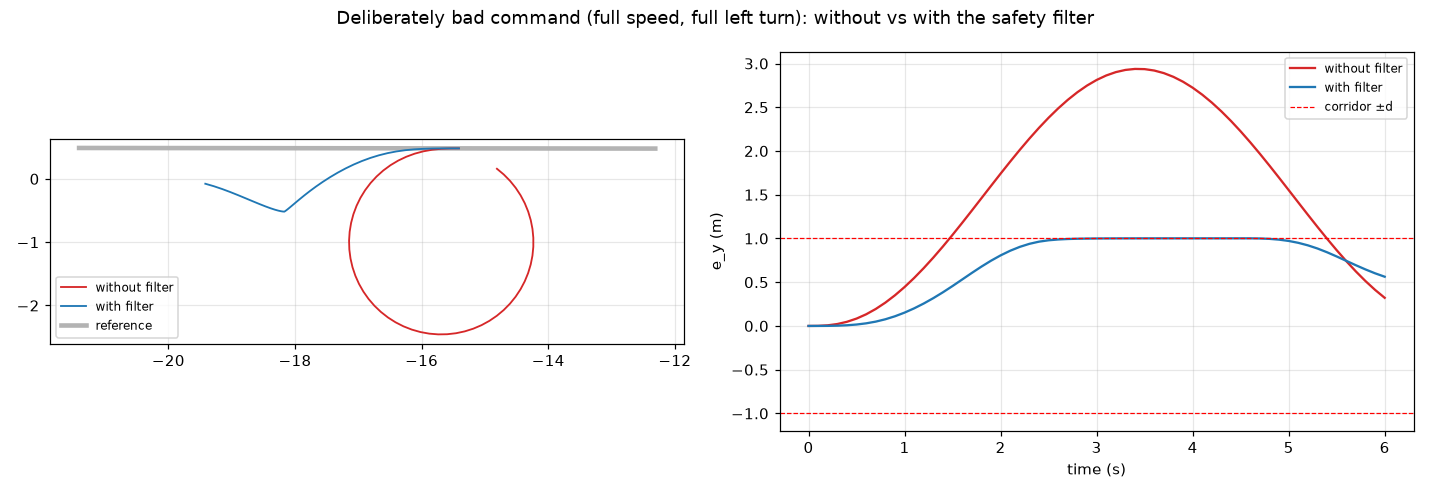 Deliberately bad command (full speed, full left turn): without vs with the safety filter
0
−1
−2
−20
−18
−16
−14
−12
without filter
with filter
reference
3.0
2.5
2.0
1.5
1.0
0.5
0.0
−0.5
−1.0
e_y (m)
0
1
2
3
4
5
6
time (s)
without filter
with filter
corridor ±d